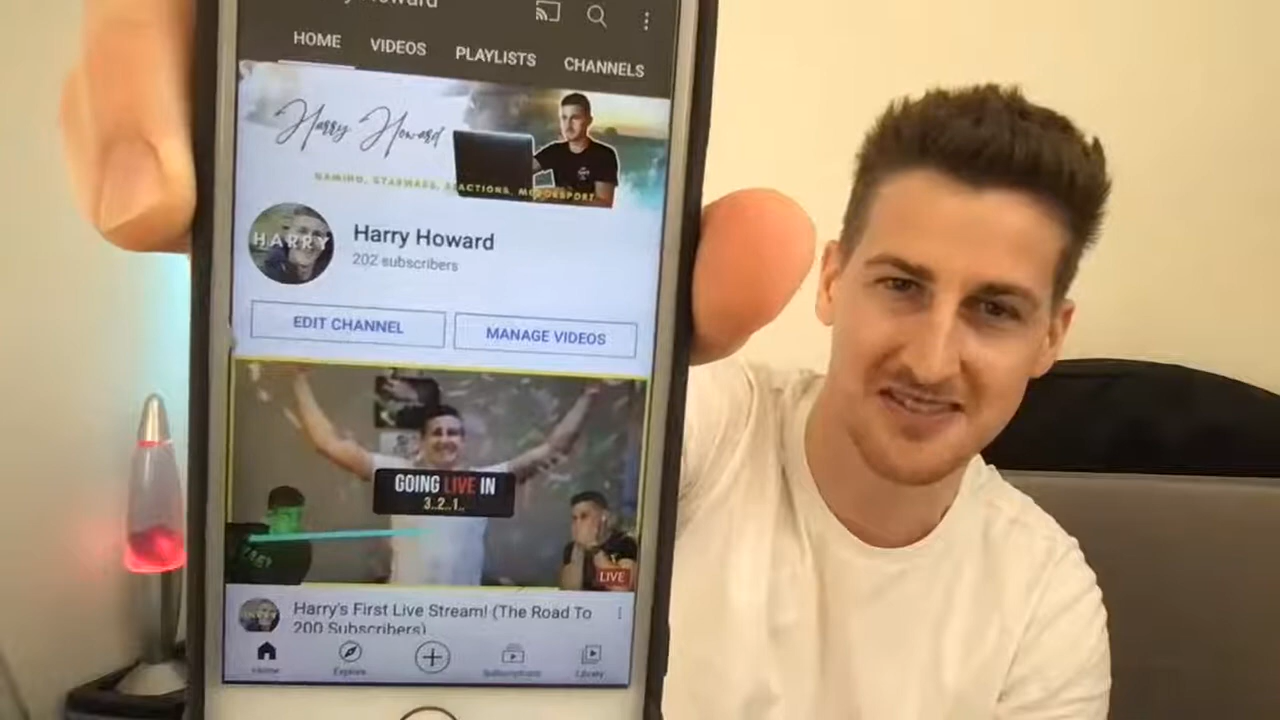 Howard
HOME VIDEOS PLAYLISTS CHANNELS
Harry Howard
GAMING, STARWARS, REACTIONS, MOTORSPORT
HARRY
Harry Howard
202 subscribers
EDIT CHANNEL MANAGE VIDEOS
GOING LIVE IN
3..2..1..
LIVE
Harry's First Live Stream! (The Road To
200 Subscribers)
Home Explore Subscriptions Library